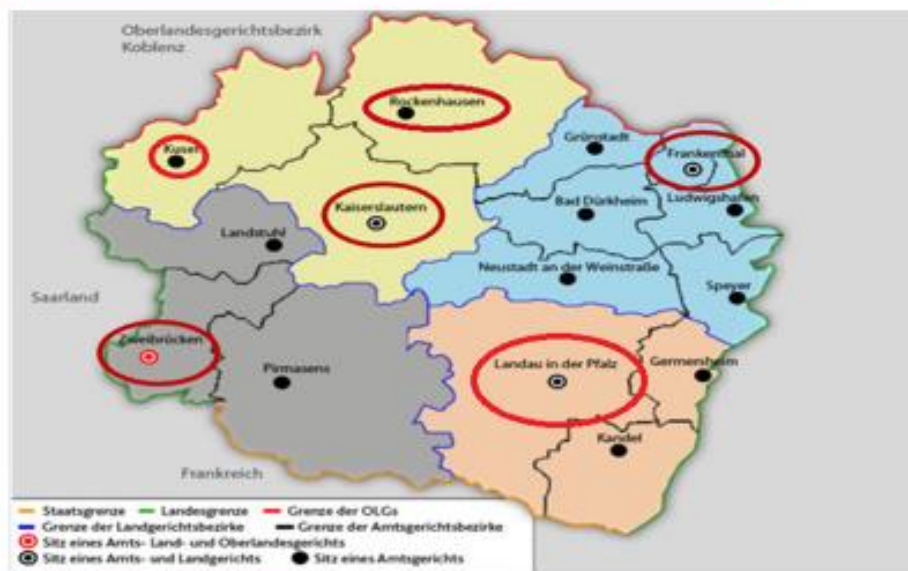 Oberlandesgerichtsbezirk
Koblenz
Rockenhausen
Grünstadt
Kusel
Frankenthal
Kaiserslautern
Bad Dürkheim
Ludwigshafen
Landstuhl
Neustadt an der Weinstraße
Saarland
Speyer
Zweibrücken
Pirmasens
Landau in der Pfalz
Germersheim
Kandel
Frankreich
Staatsgrenze Landesgrenze Grenze der OLGs
Grenze der Landgerichtsbezirke Grenze der Amtsgerichtsbezirke
Sitz eines Amts- Land- und Oberlandesgerichts
Sitz eines Amts- und Landgerichts Sitz eines Amtsgerichts